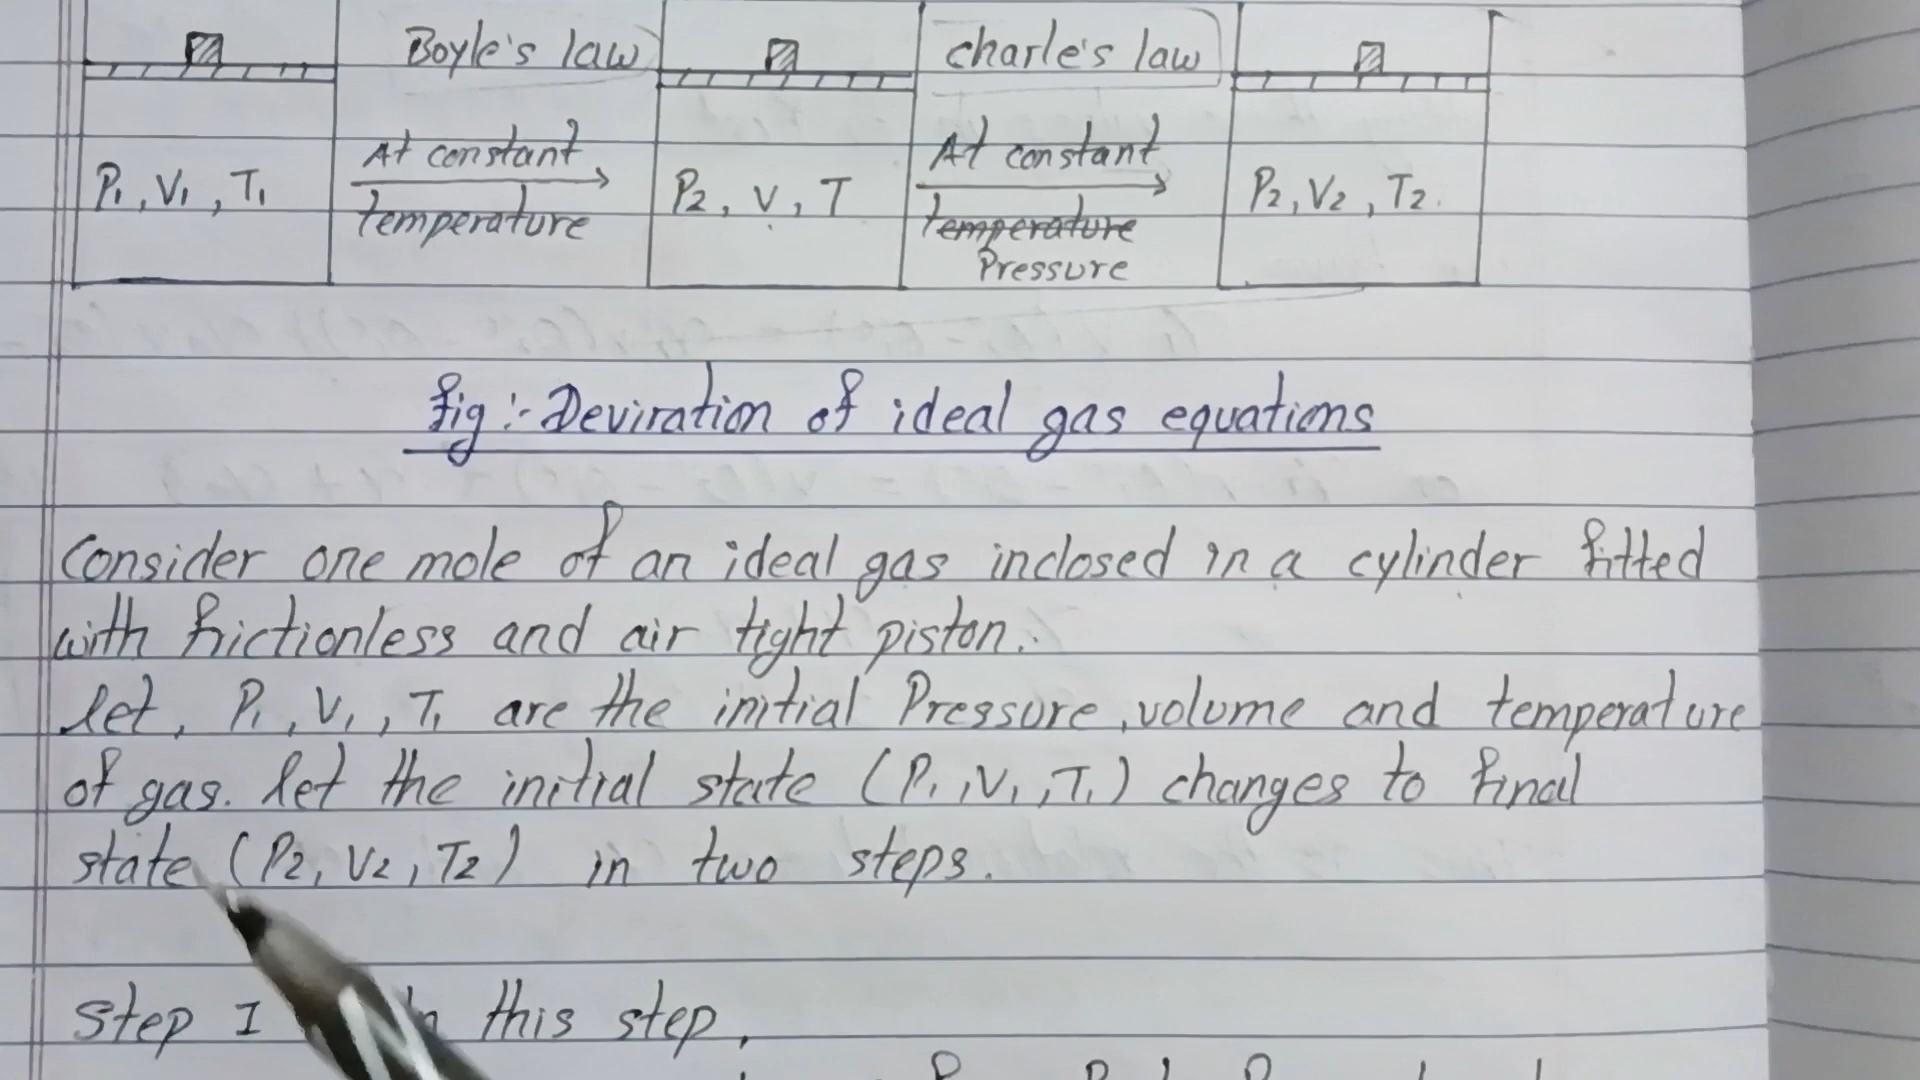 Boyle's law
charle's law
P1, V1, T1
At constant
temperature
P2, V, T
At constant
temperature
Pressure
P2, V2, T2.
fig:- Deviration of ideal gas equations
Consider one mole of an ideal gas inclosed in a cylinder fitted
with frictionless and air tight piston.
let, P1, V1, T1 are the initial Pressure, volume and temperature
of gas. let the initial state (P1, V1, T1) changes to final
state (P2, V2, T2) in two steps.
Step I this step,